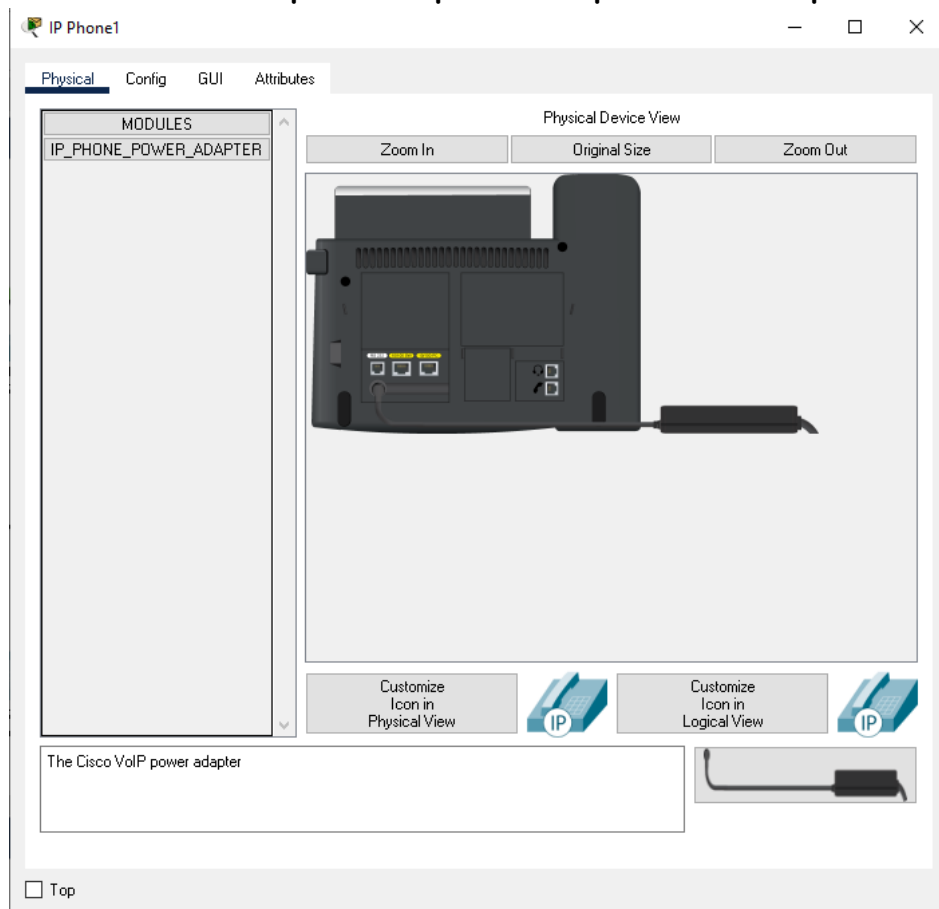 IP Phone1
Physical Config GUI Attributes
MODULES
IP_PHONE_POWER_ADAPTER
Physical Device View
Zoom In Original Size Zoom Out
Customize
Icon in
Physical View
IP
Customize
Icon in
Logical View
IP
The Cisco VoIP power adapter
Top